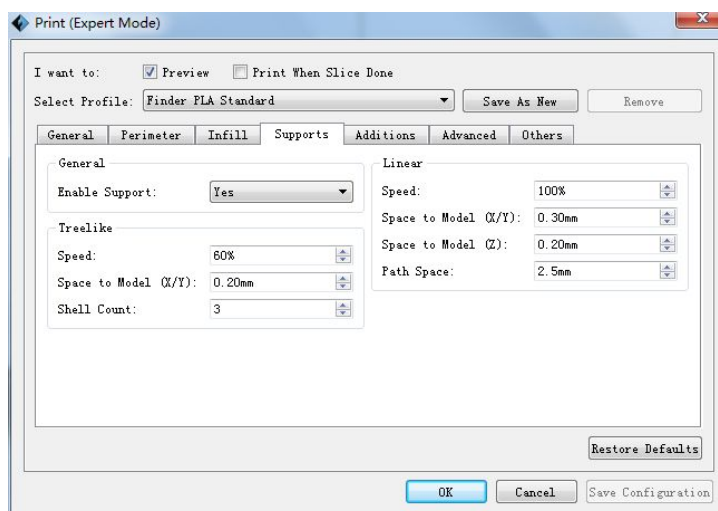 Print (Expert Mode)
I want to: Preview Print When Slice Done
Select Profile: Finder PLA Standard Save As New Remove
General Perimeter Infill Supports Additions Advanced Others
General
Enable Support: Yes
Treelike
Speed: 60%
Space to Model (X/Y): 0.20mm
Shell Count: 3
Linear
Speed: 100%
Space to Model (X/Y): 0.30mm
Space to Model (Z): 0.20mm
Path Space: 2.5mm
Restore Defaults
OK Cancel Save Configuration